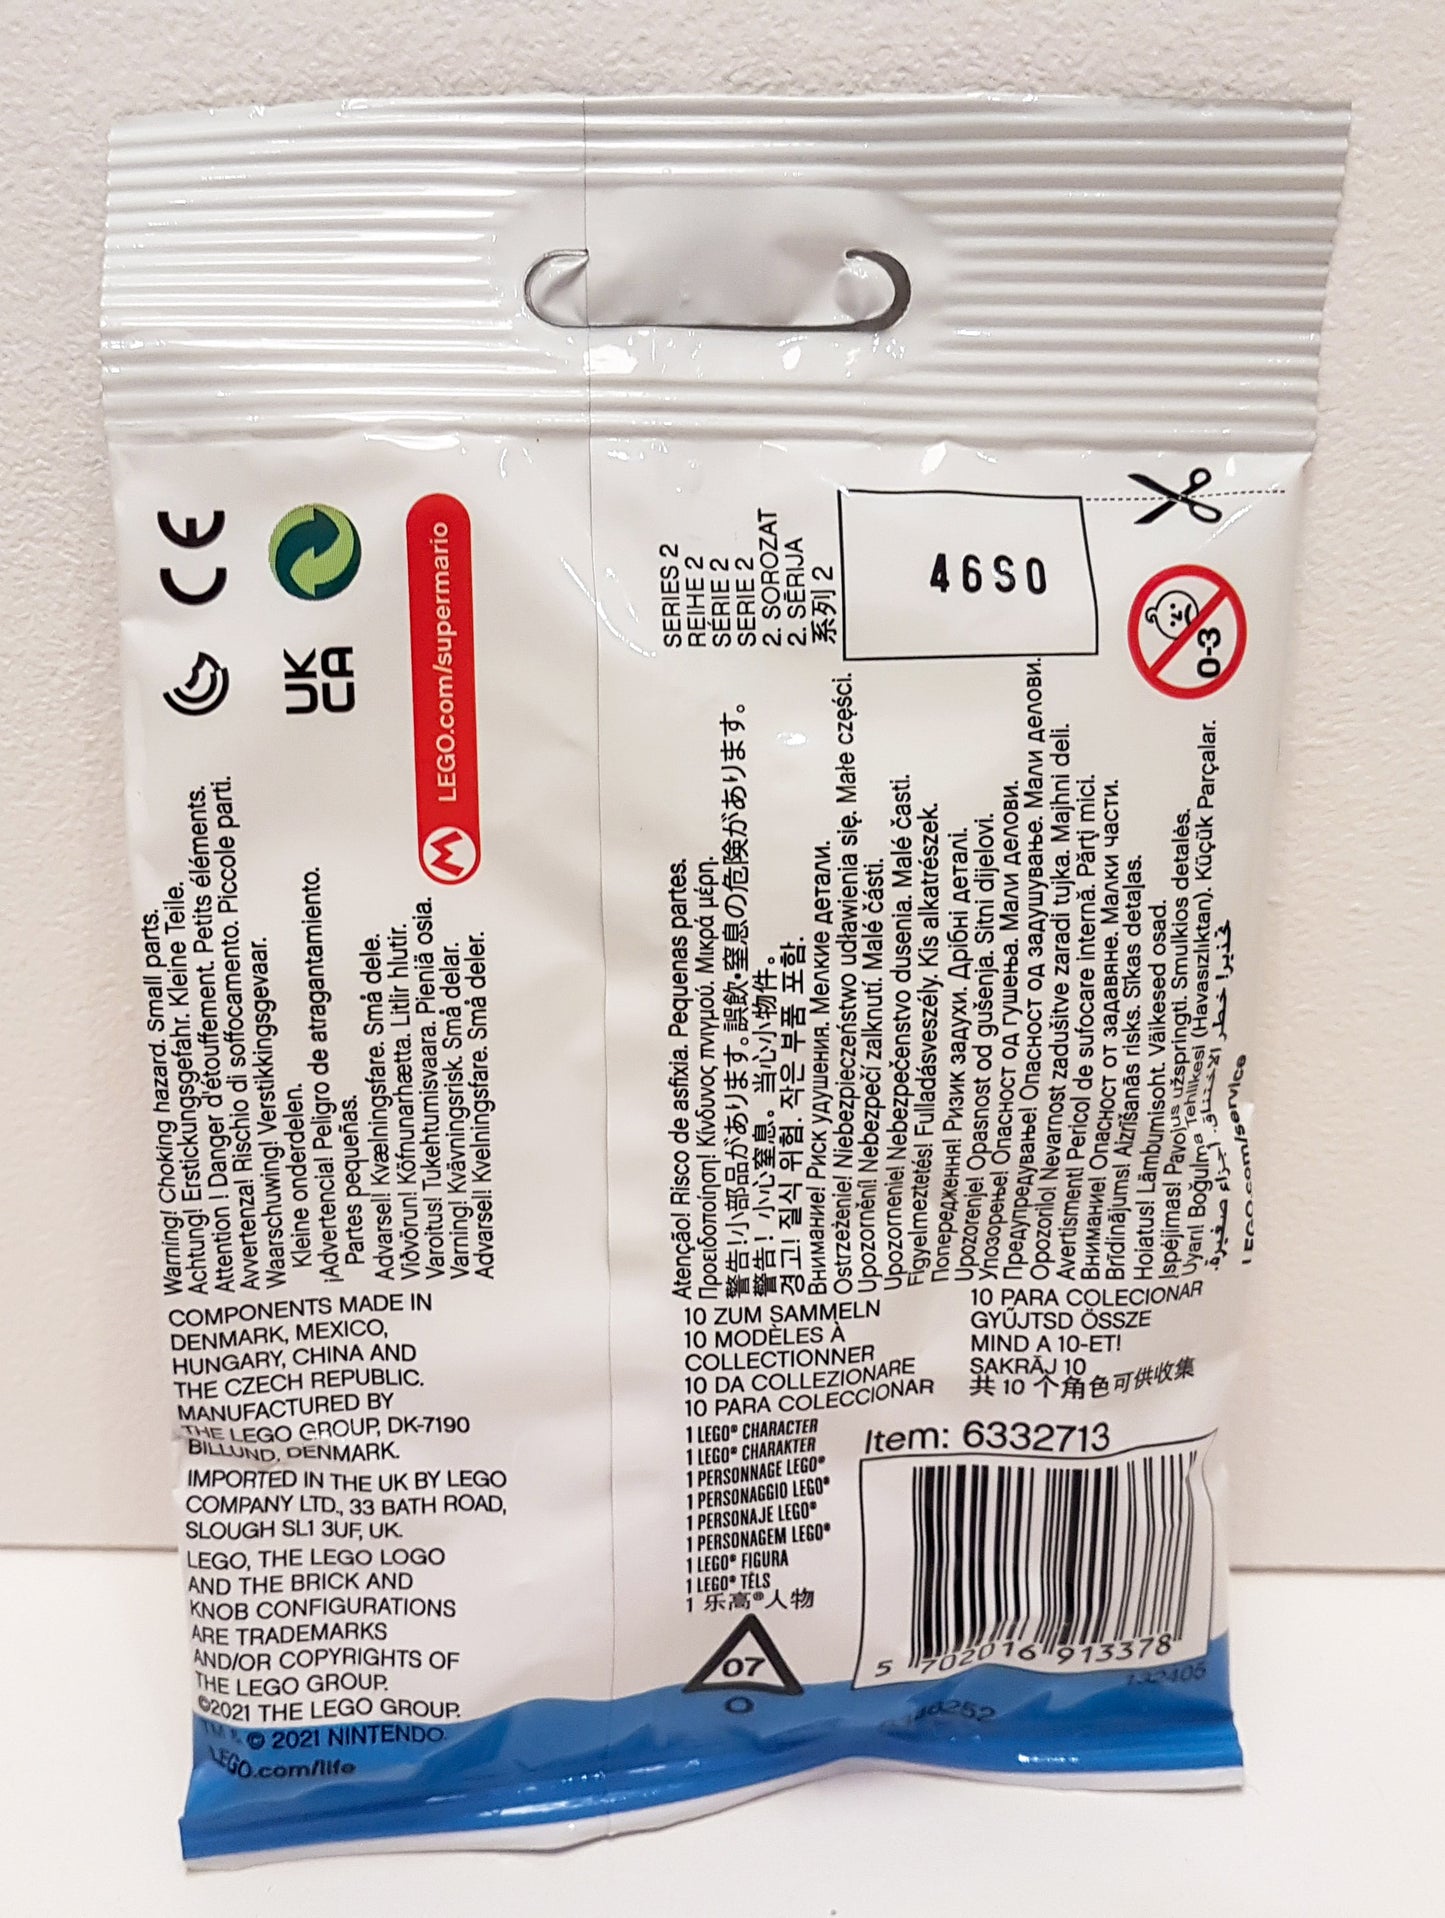 CE
UK
CA
LEGO.com/supermario
Warning! Choking hazard. Small parts.
Achtung! Erstickungsgefahr. Kleine Teile.
Attention ! Danger d'étouffement. Petits éléments.
Avvertenza! Rischio di soffocamento. Piccole parti.
Waarschuwing! Verstikkingsgevaar.
Kleine onderdelen.
¡Advertencia! Peligro de atragantamiento.
Partes pequeñas.
Advarsel! Kvælningsfare. Små dele.
Viðvörun! Köfnunarhætta. Litlir hlutir.
Varoitus! Tukehtumisvaara. Pieniä osia.
Varning! Kvävningsrisk. Små delar.
Advarsel! Kvelningsfare. Små deler.
COMPONENTS MADE IN
DENMARK, MEXICO,
HUNGARY, CHINA AND
THE CZECH REPUBLIC.
MANUFACTURED BY
THE LEGO GROUP, DK-7190
BILLUND, DENMARK.
IMPORTED IN THE UK BY LEGO
COMPANY LTD., 33 BATH ROAD,
SLOUGH SL1 3UF, UK.
LEGO, THE LEGO LOGO
AND THE BRICK AND
KNOB CONFIGURATIONS
ARE TRADEMARKS
AND/OR COPYRIGHTS OF
THE LEGO GROUP.
©2021 THE LEGO GROUP.
TM & © 2021 NINTENDO.
LEGO.com/life
SERIES 2
REIHE 2
SÉRIE 2
SERIE 2
2. SOROZAT
2. SĒRIJA
系列 2
46S0
0-3
Atenção! Risco de asfixia. Pequenas partes.
Προειδοποίηση! Κίνδυνος πνιγμού. Μικρά μέρη.
警告！小部品があります。誤飲・窒息の危険があります。
警告！小心窒息。当心小物件。
경고! 질식 위험. 작은 부품 포함.
Внимание! Риск удушения. Мелкие детали.
Ostrzeżenie! Niebezpieczeństwo udławienia się. Małe części.
Upozornění! Nebezpečí zalknutí. Malé části.
Upozornenie! Nebezpečenstvo dusenia. Malé časti.
Figyelmeztetés! Fulladásveszély. Kis alkatrészek.
Попередження! Ризик задухи. Дрібні деталі.
Upozorenje! Opasnost od gušenja. Sitni dijelovi.
Упозорење! Опасност од гушења. Мали делови.
Предупредување! Опасност од задушување. Мали делови.
Opozorilo! Nevarnost zadušitve zaradi tujka. Majhni deli.
Avertisment! Pericol de sufocare internă. Părţi mici.
Внимание! Опасност от задавяне. Малки части.
Brīdinājums! Aizrīšanās risks. Sīkas detaļas.
Hoiatus! Lämbumisoht. Väikesed osad.
Įspėjimas! Pavojus užspringti. Smulkios detalės.
Uyarı! Boğulma Tehlikesi (Havasızlıktan). Küçük Parçalar.
تحذير! خطر الاختناق. أجزاء صغيرة.
LEGO.com/service
10 ZUM SAMMELN
10 MODÈLES À
COLLECTIONNER
10 DA COLLEZIONARE
10 PARA COLECCIONAR
10 PARA COLECIONAR
GYŰJTSD ÖSSZE
MIND A 10-ET!
SAKRĀJ 10
共 10 个角色可供收集
1 LEGO® CHARACTER
1 LEGO® CHARAKTER
1 PERSONNAGE LEGO®
1 PERSONAGGIO LEGO®
1 PERSONAJE LEGO®
1 PERSONAGEM LEGO®
1 LEGO® FIGURA
1 LEGO® TĒLS
1 乐高®人物
Item: 6332713
5 702016 913378
07
O
132405